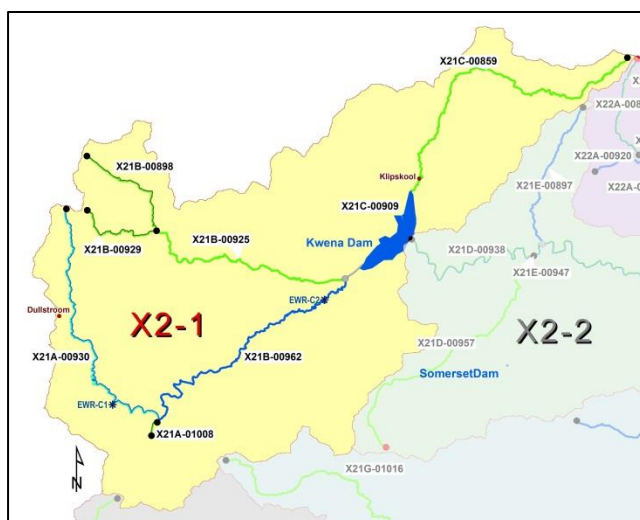 X21C-00859
X2
X22A-008
X21B-00898
X22A-00920
X2
Klipskool
X22A-0
X21E-00897
X21C-00909
X21B-00929
X21B-00925
Kwena Dam
X21D-00938
X21E-00947
EWR-C2
Dullstroom
X2-1
X2-2
X21A-00930
X21B-00962
X21D-00957
SomersetDam
EWR-C1
X21A-01008
N
X21G-01016